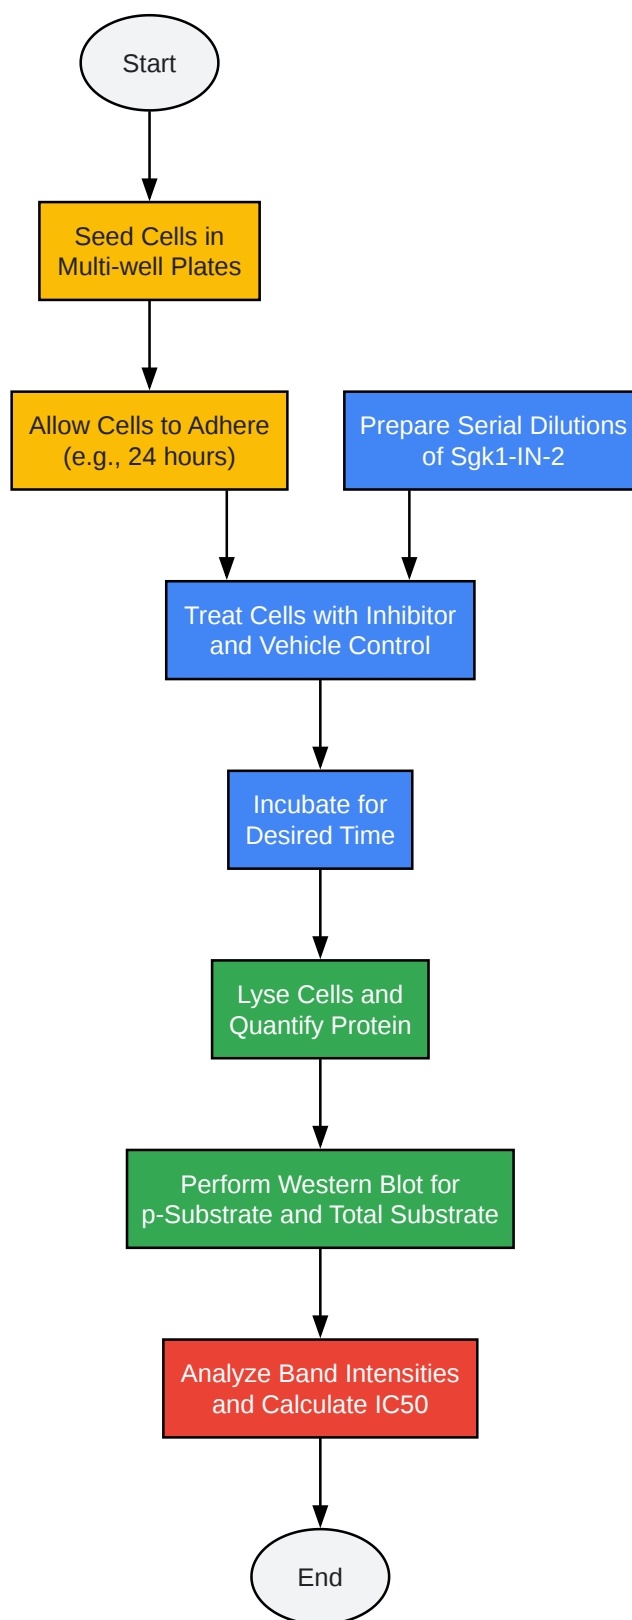 Start
Seed Cells in
Multi-well Plates
Allow Cells to Adhere
(e.g., 24 hours)
Prepare Serial Dilutions
of Sgk1-IN-2
Treat Cells with Inhibitor
and Vehicle Control
Incubate for
Desired Time
Lyse Cells and
Quantify Protein
Perform Western Blot for
p-Substrate and Total Substrate
Analyze Band Intensities
and Calculate IC50
End